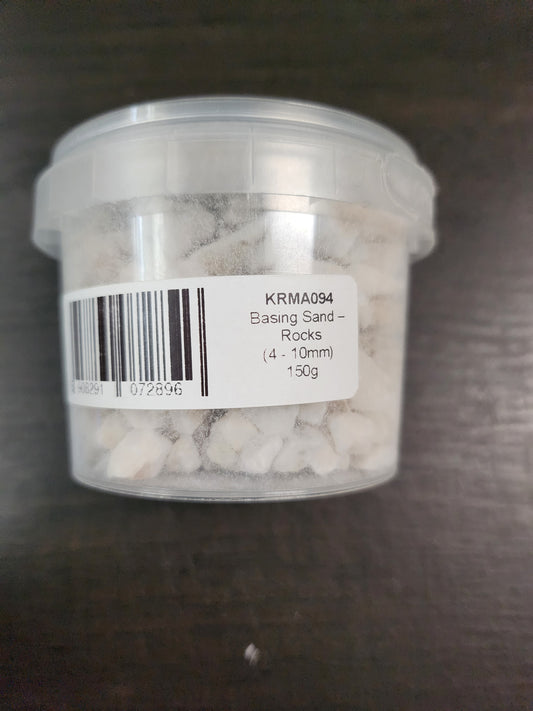 KRMA094
Basing Sand –
Rocks
(4 - 10mm)
150g
072896